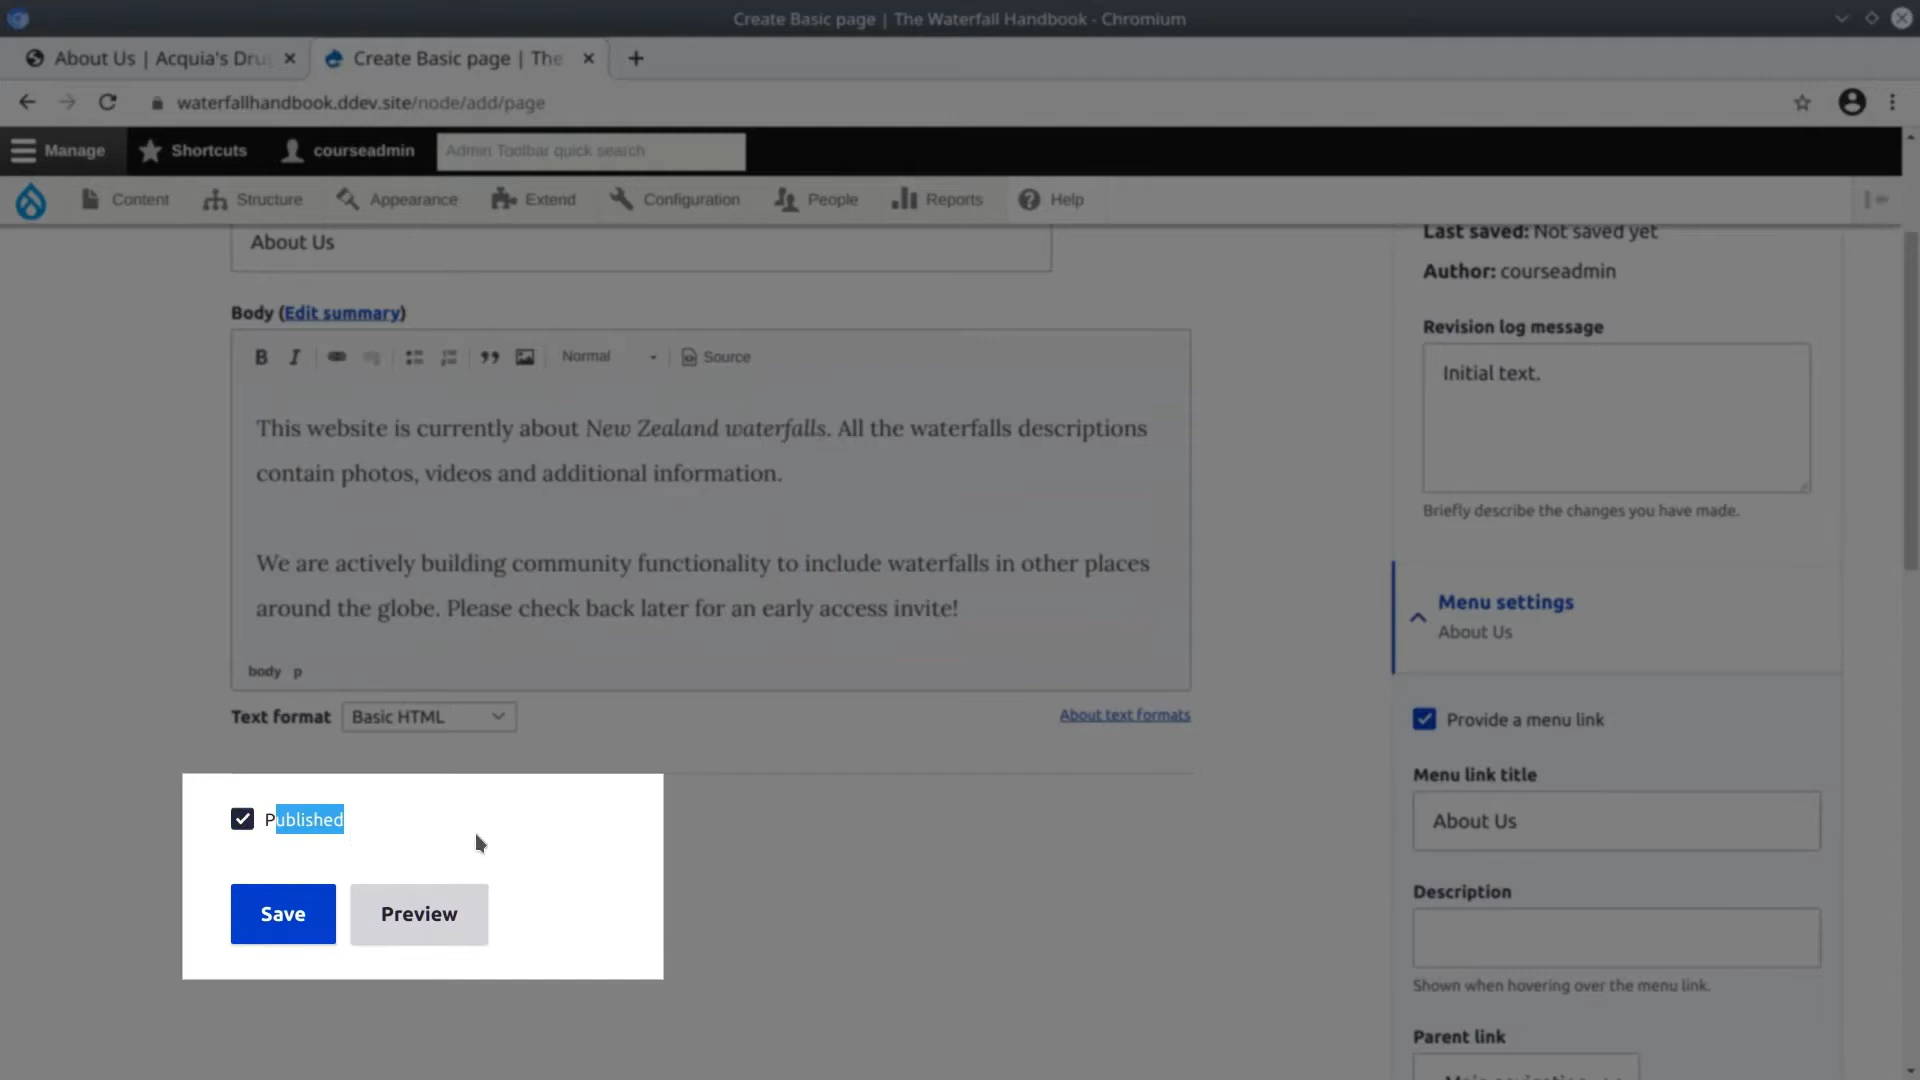 Create Basic page | The Waterfall Handbook - Chromium
About Us | Acquia's Dru
Create Basic page | The
waterfallhandbook.ddev.site/node/add/page
Manage
Shortcuts
courseadmin
Admin Toolbar quick search
Content
Structure
Appearance
Extend
Configuration
People
Reports
Help
About Us
Body (Edit summary)
B I
Normal
Source
This website is currently about New Zealand waterfalls. All the waterfalls descriptions
contain photos, videos and additional information.
We are actively building community functionality to include waterfalls in other places
around the globe. Please check back later for an early access invite!
body p
Text format
Basic HTML
About text formats
Published
Save
Preview
Last saved: Not saved yet
Author: courseadmin
Revision log message
Initial text.
Briefly describe the changes you have made.
Menu settings
About Us
Provide a menu link
Menu link title
About Us
Description
Shown when hovering over the menu link.
Parent link